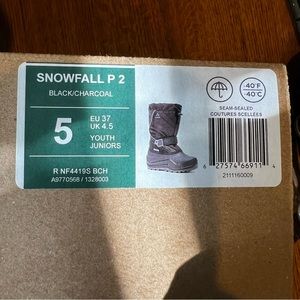 SNOWFALL P 2
BLACK/CHARCOAL
5
EU 37
UK 4.5
YOUTH
JUNIORS
R NF4419S BCH
A9770568 / 1328003
SEAM-SEALED
COUTURES SCELLÉES
-40°F
-40°C
6 27574 66911 4
2111160009